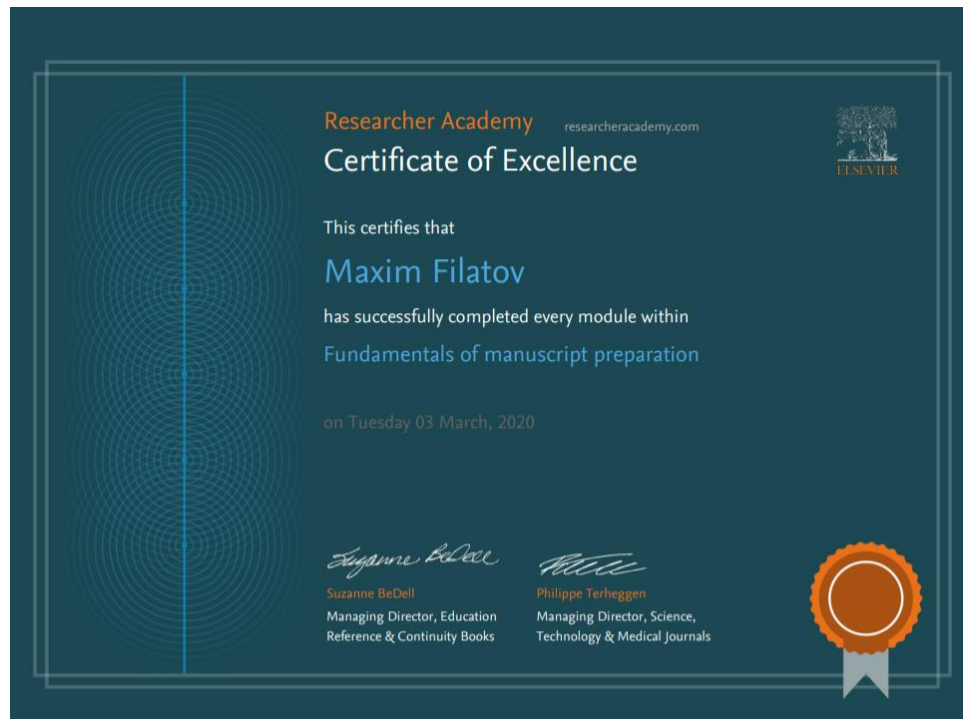 Researcher Academy researcheracademy.com
Certificate of Excellence
ELSEVIER
This certifies that
Maxim Filatov
has successfully completed every module within
Fundamentals of manuscript preparation
on Tuesday 03 March, 2020
Suzanne BeDell
Suzanne BeDell
Managing Director, Education
Reference & Continuity Books
Philippe Terheggen
Managing Director, Science,
Technology & Medical Journals